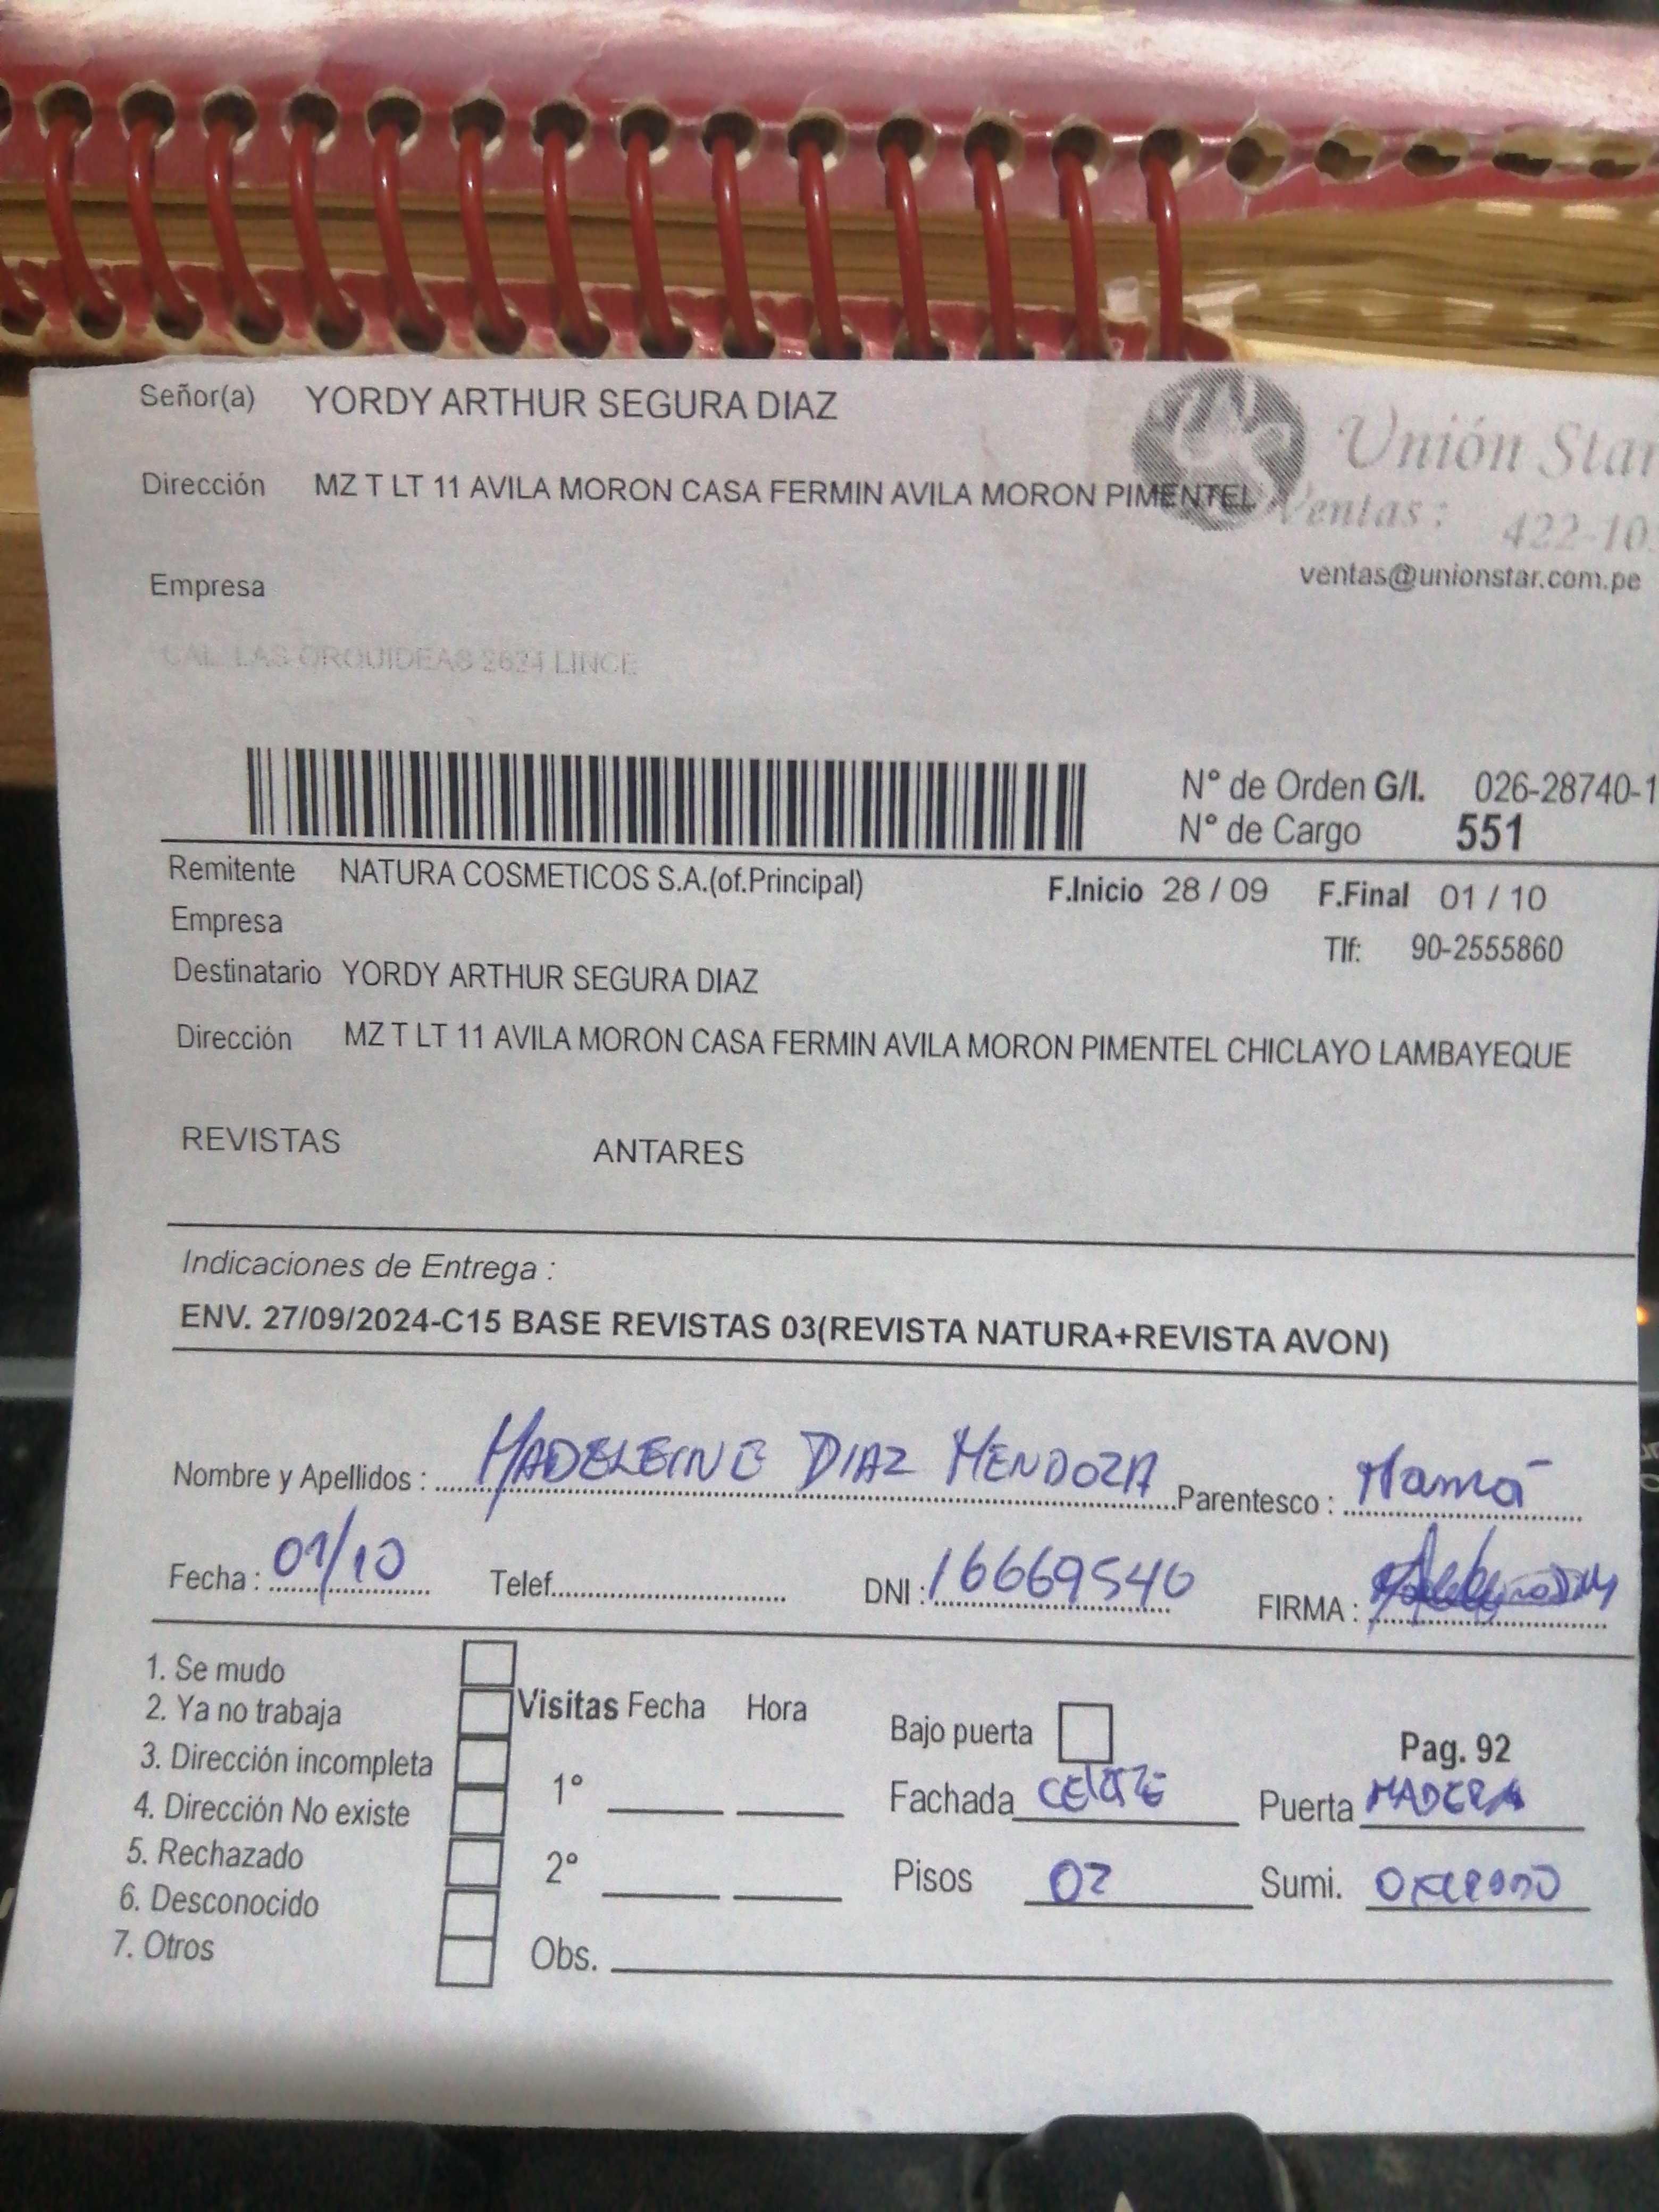 Señor(a) YORDY ARTHUR SEGURA DIAZ
Unión Star
Dirección MZ T LT 11 AVILA MORON CASA FERMIN AVILA MORON PIMENTEL
Ventas: 422-10
ventas@unionstar.com.pe
Empresa
CAL. LAS ORQUIDEAS 2624 LINCE
N° de Orden G/I. 026-28740-1
N° de Cargo 551
Remitente NATURA COSMETICOS S.A.(of.Principal) F.Inicio 28 / 09 F.Final 01 / 10
Empresa
Tlf: 90-2555860
Destinatario YORDY ARTHUR SEGURA DIAZ
Dirección MZ T LT 11 AVILA MORON CASA FERMIN AVILA MORON PIMENTEL CHICLAYO LAMBAYEQUE
REVISTAS ANTARES
Indicaciones de Entrega :
ENV. 27/09/2024-C15 BASE REVISTAS 03(REVISTA NATURA+REVISTA AVON)
Nombre y Apellidos : MADELEINE DIAZ MENDOZA Parentesco : Mamá
Fecha : 01/10 Telef. DNI : 16669540 FIRMA :
1. Se mudo
2. Ya no trabaja Visitas Fecha Hora Bajo puerta Pag. 92
3. Dirección incompleta
4. Dirección No existe 1° Fachada Puerta MADERA
5. Rechazado 2° Pisos 02 Sumi.
6. Desconocido
7. Otros Obs.